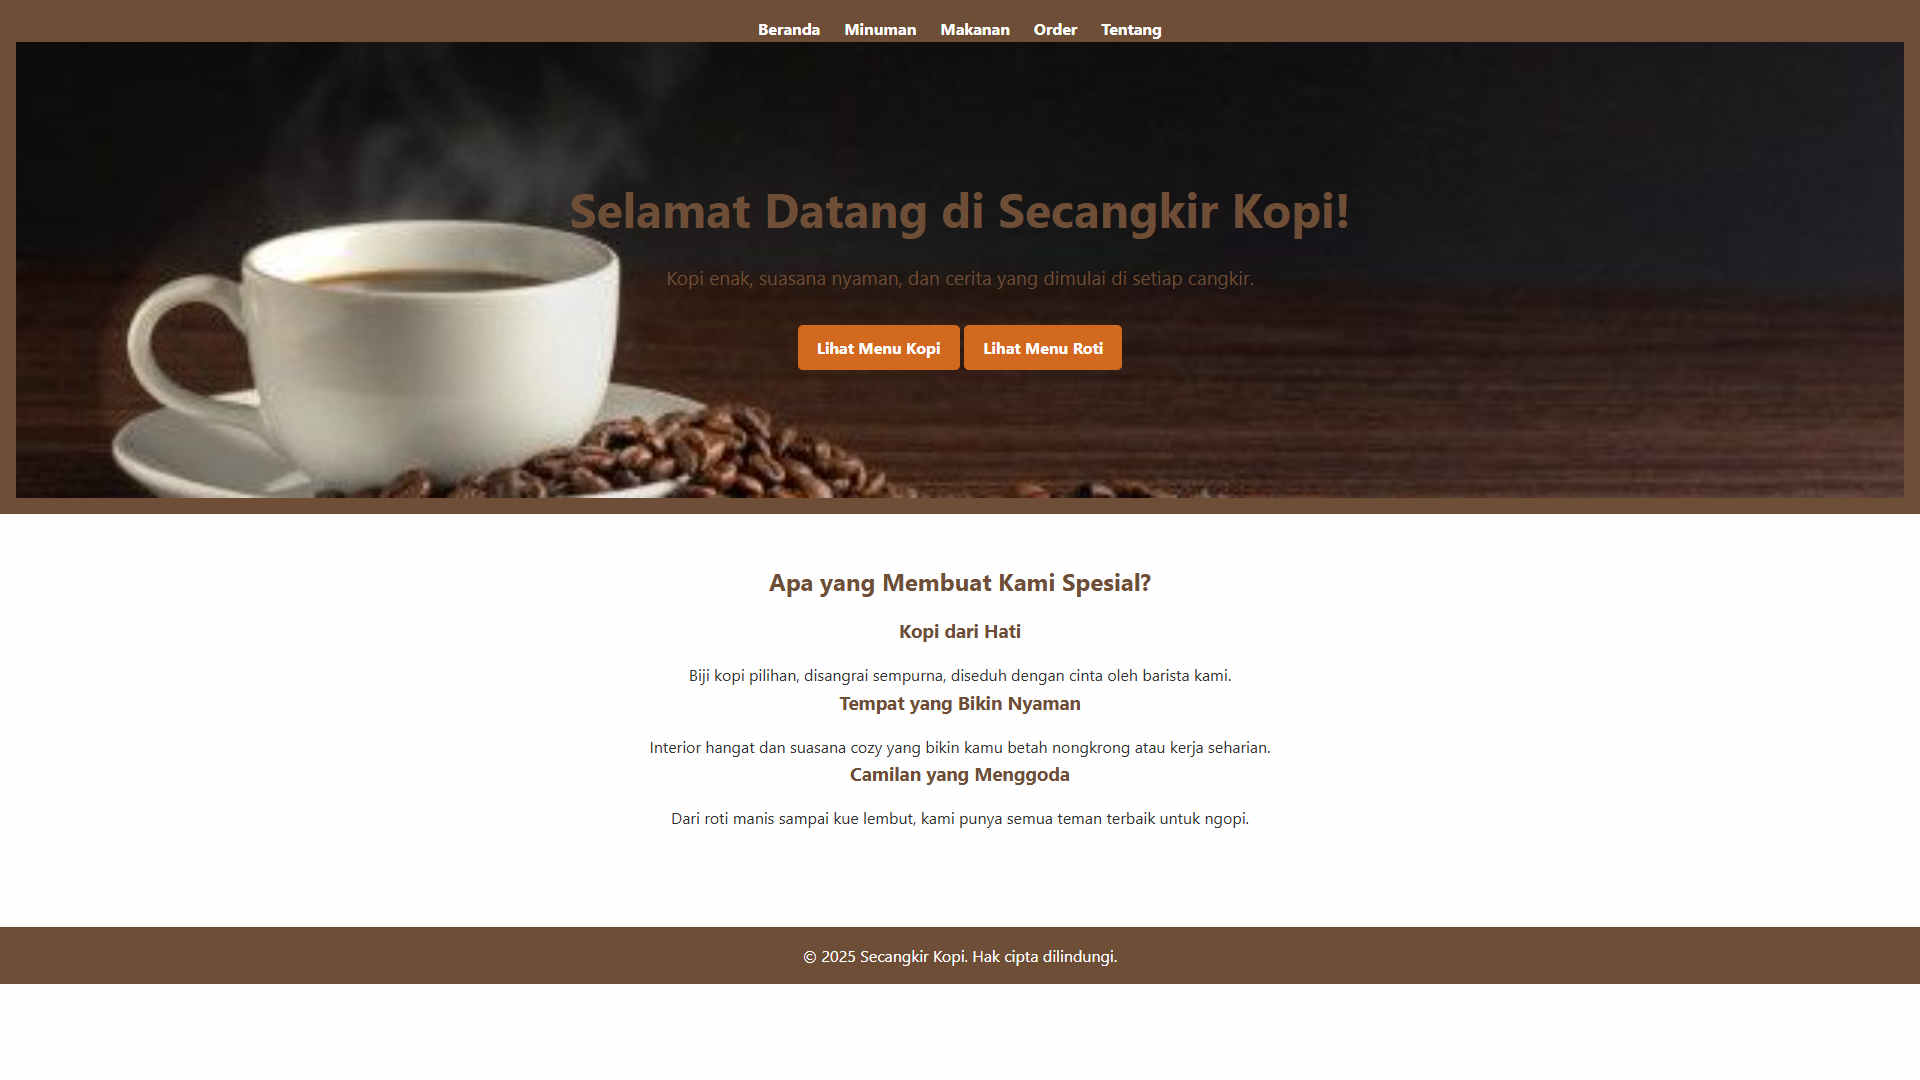 Beranda Minuman Makanan Order Tentang
Selamat Datang di Secangkir Kopi!
Kopi enak, suasana nyaman, dan cerita yang dimulai di setiap cangkir.
Lihat Menu Kopi Lihat Menu Roti
Apa yang Membuat Kami Spesial?
Kopi dari Hati
Biji kopi pilihan, disangrai sempurna, diseduh dengan cinta oleh barista kami.
Tempat yang Bikin Nyaman
Interior hangat dan suasana cozy yang bikin kamu betah nongkrong atau kerja seharian.
Camilan yang Menggoda
Dari roti manis sampai kue lembut, kami punya semua teman terbaik untuk ngopi.
© 2025 Secangkir Kopi. Hak cipta dilindungi.